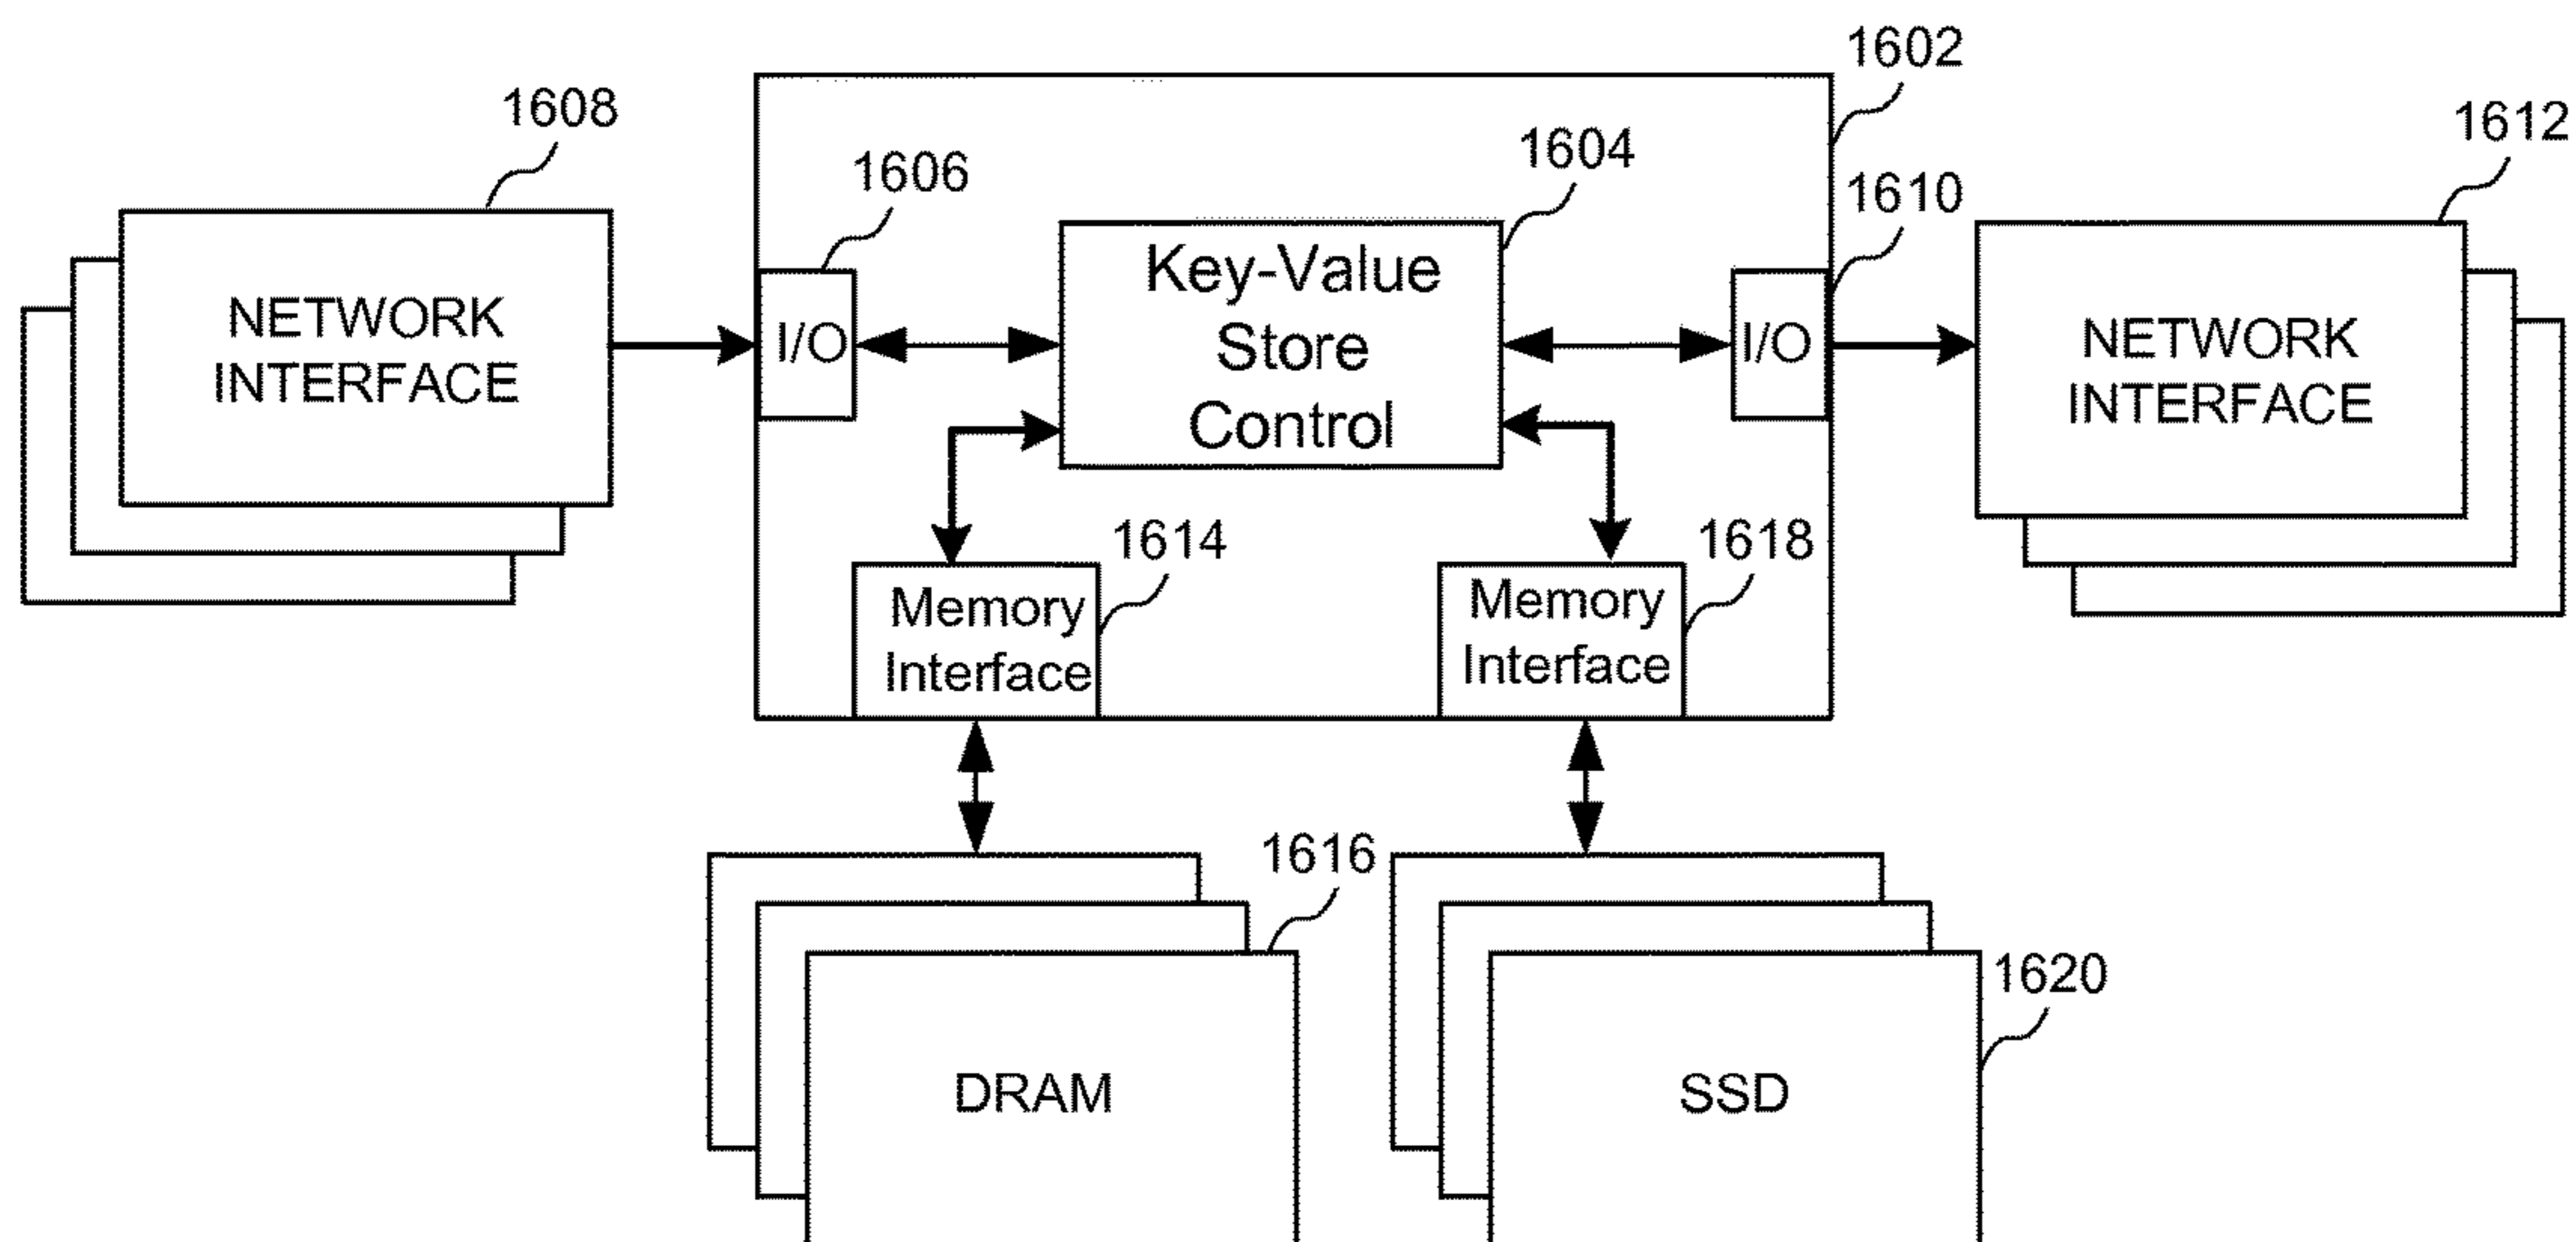 1602
1608
1612
1604
1606
1610
Key-Value
Store
Control
NETWORK
INTERFACE
I/O
I/O
NETWORK
INTERFACE
1614
1618
Memory
Interface
Memory
Interface
1616
1620
DRAM
SSD